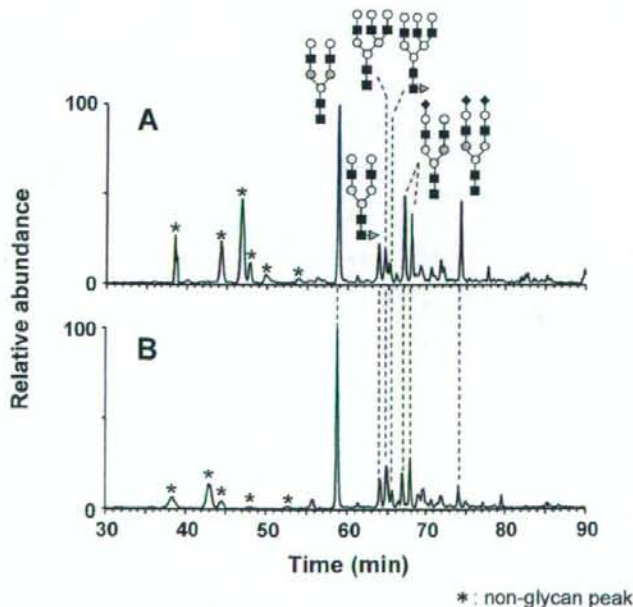 100
A
* * * * * *
0
Relative abundance
100
B
* * * * *
0
30 40 50 60 70 80 90
Time (min)
* : non-glycan peak